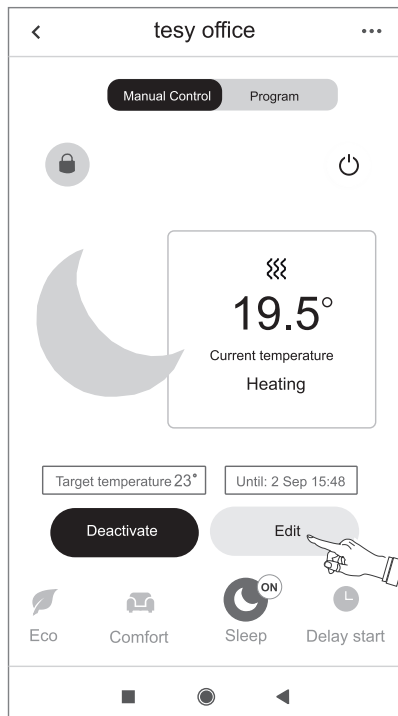 tesy office
Manual Control Program
19.5°
Current temperature
Heating
Target temperature 23° Until: 2 Sep 15:48
Deactivate Edit
ON
Eco Comfort Sleep Delay start